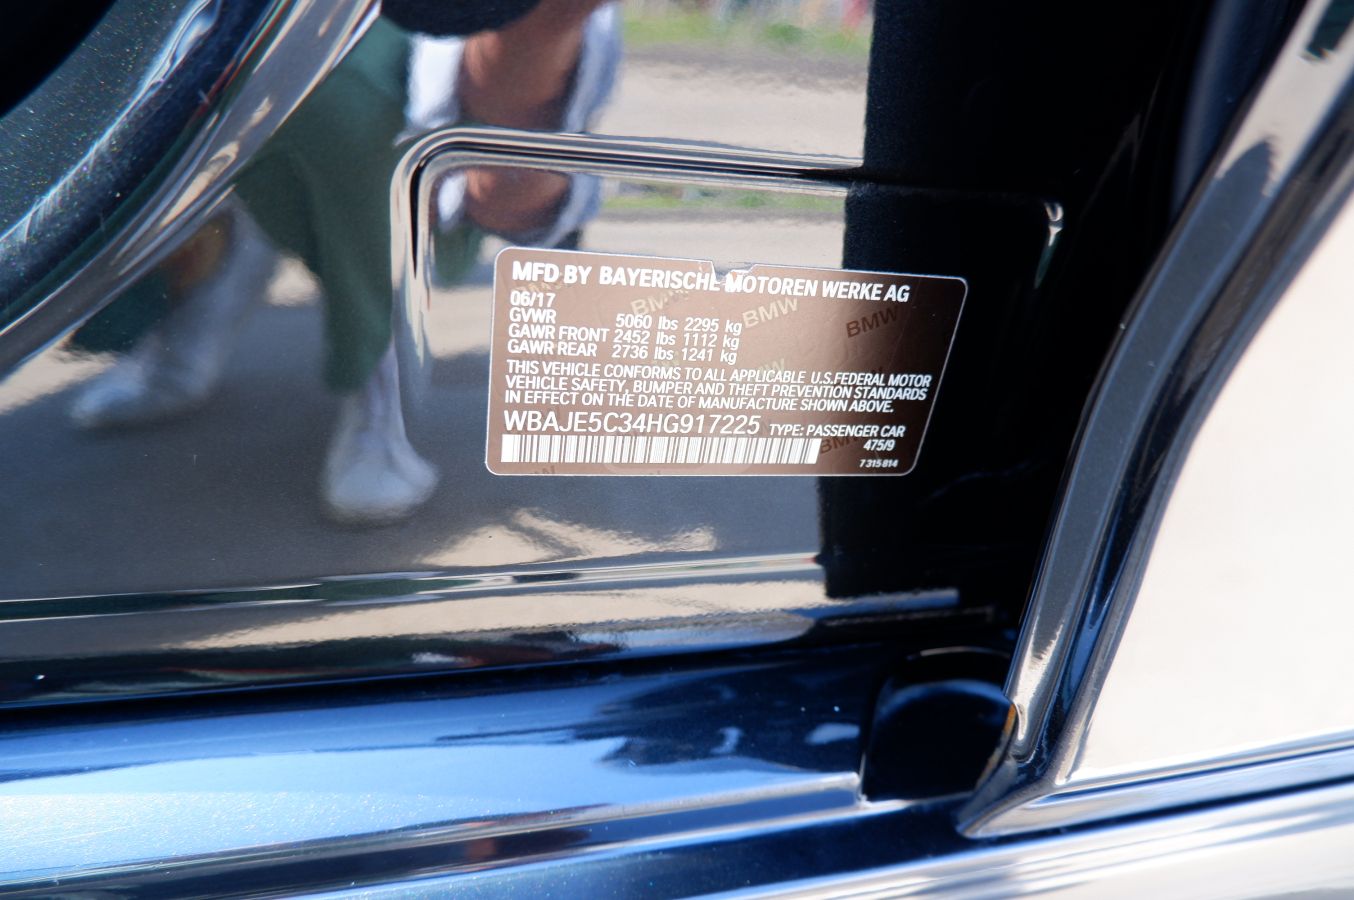 MFD BY BAYERISCHE MOTOREN WERKE AG
06/17
GVWR 5060 lbs 2295 kg
GAWR FRONT 2452 lbs 1112 kg
GAWR REAR 2736 lbs 1241 kg
THIS VEHICLE CONFORMS TO ALL APPLICABLE U.S.FEDERAL MOTOR
VEHICLE SAFETY, BUMPER AND THEFT PREVENTION STANDARDS
IN EFFECT ON THE DATE OF MANUFACTURE SHOWN ABOVE.
WBAJE5C34HG917225 TYPE: PASSENGER CAR
475/9
7 315 814
BMW BMW BMW